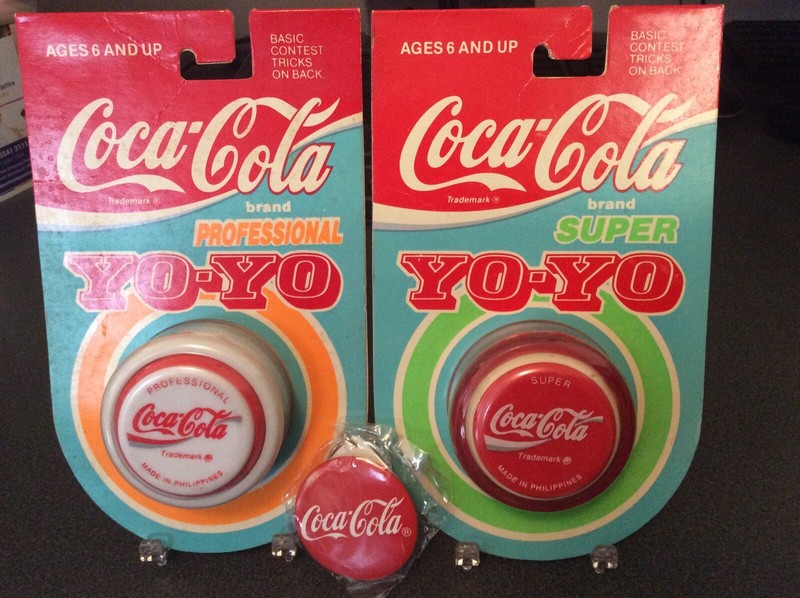 AGES 6 AND UP
BASIC
CONTEST
TRICKS
ON BACK.
Coca-Cola
Trademark ®
brand
PROFESSIONAL
YO-YO
PROFESSIONAL
Coca-Cola
Trademark ®
MADE IN PHILIPPINES
AGES 6 AND UP
BASIC
CONTEST
TRICKS
ON BACK.
Coca-Cola
Trademark ®
brand
SUPER
YO-YO
SUPER
Coca-Cola
Trademark ®
MADE IN PHILIPPINES
Coca-Cola ®